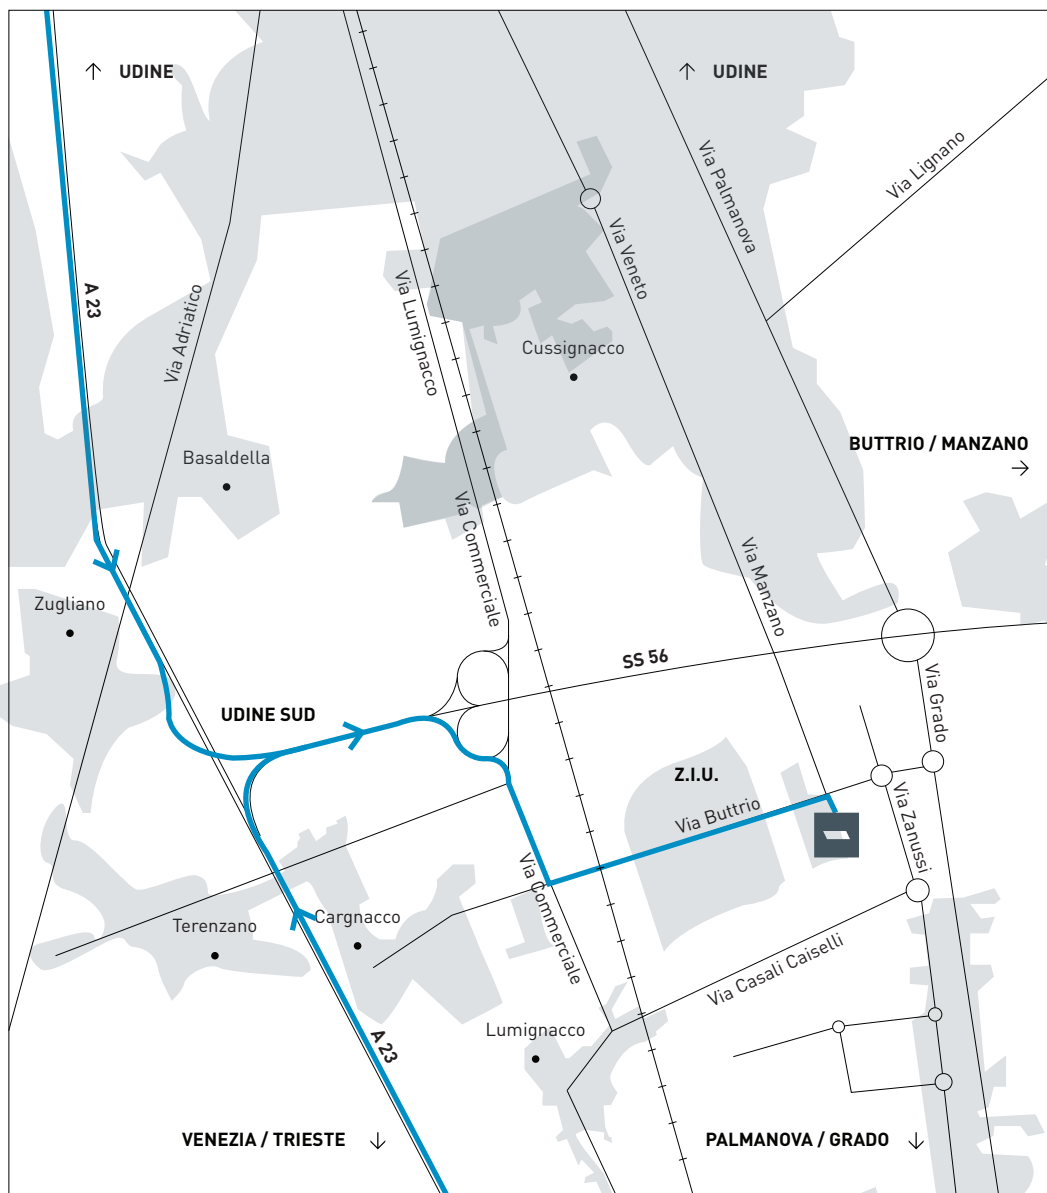 UDINE
UDINE
Via Palmanova
Via Lignano
Via Veneto
A 23
Via Adriatico
Via Lumignacco
Cussignacco
BUTTRIO / MANZANO
Basaldella
Via Commerciale
Via Manzano
Zugliano
SS 56
Via Grado
UDINE SUD
Z.I.U.
Via Buttrio
Via Zanussi
Via Commerciale
Cargnacco
Terenzano
Via Casali Caiselli
Lumignacco
A 23
VENEZIA / TRIESTE
PALMANOVA / GRADO